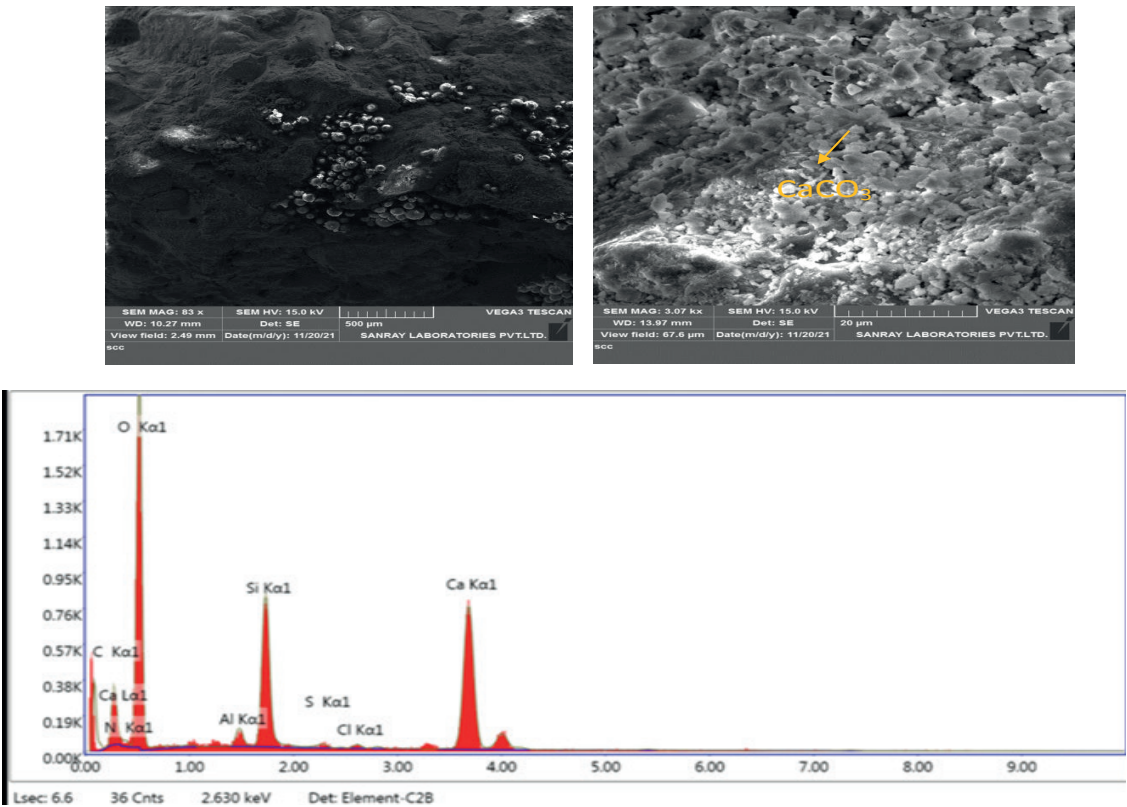 SEM MAG: 83 x SEM HV: 15.0 kV VEGA3 TESCAN
WD: 10.27 mm Det: SE 500 µm
View field: 2.49 mm Date(m/d/y): 11/20/21 SANRAY LABORATORIES PVT.LTD.
scc
CaCO₃
SEM MAG: 3.07 kx SEM HV: 15.0 kV VEGA3 TESCAN
WD: 13.97 mm Det: SE 20 µm
View field: 67.6 µm Date(m/d/y): 11/20/21 SANRAY LABORATORIES PVT.LTD.
scc
1.71K
1.52K
1.33K
1.14K
0.95K
0.76K
0.57K
0.38K
0.19K
0.00K
O Kα1
Si Kα1
Ca Kα1
C Kα1
Ca Lα1
S Kα1
Al Kα1
N Kα1
Cl Kα1
0.00 1.00 2.00 3.00 4.00 5.00 6.00 7.00 8.00 9.00
Lsec: 6.6 36 Cnts 2.630 keV Det: Element-C2B